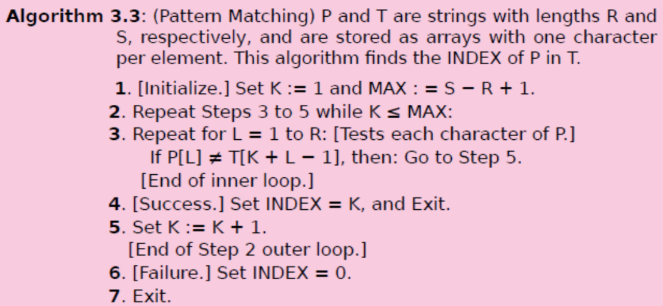 Algorithm 3.3: (Pattern Matching) P and T are strings with lengths R and
S, respectively, and are stored as arrays with one character
per element. This algorithm finds the INDEX of P in T.
1. [Initialize.] Set K := 1 and MAX : = S − R + 1.
2. Repeat Steps 3 to 5 while K ≤ MAX:
3. Repeat for L = 1 to R: [Tests each character of P.]
If P[L] ≠ T[K + L − 1], then: Go to Step 5.
[End of inner loop.]
4. [Success.] Set INDEX = K, and Exit.
5. Set K := K + 1.
[End of Step 2 outer loop.]
6. [Failure.] Set INDEX = 0.
7. Exit.